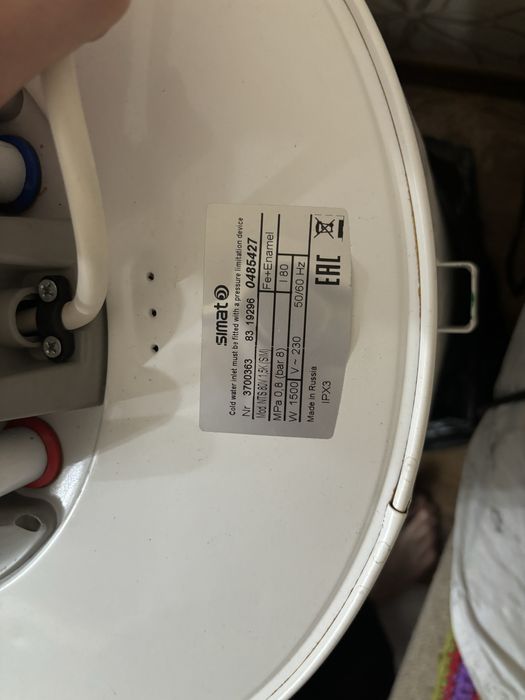 SIMAT
Cold water inlet must be fitted with a pressure limitation device
Nr 3700363 83.19296 0485427
Mod. NTS 80V 1,5K (SIM) Fe+Enamel
MPa 0.8 (bar 8) l 80
W 1500 V ~ 230 50/60 Hz
Made in Russia
IPX3
EAC